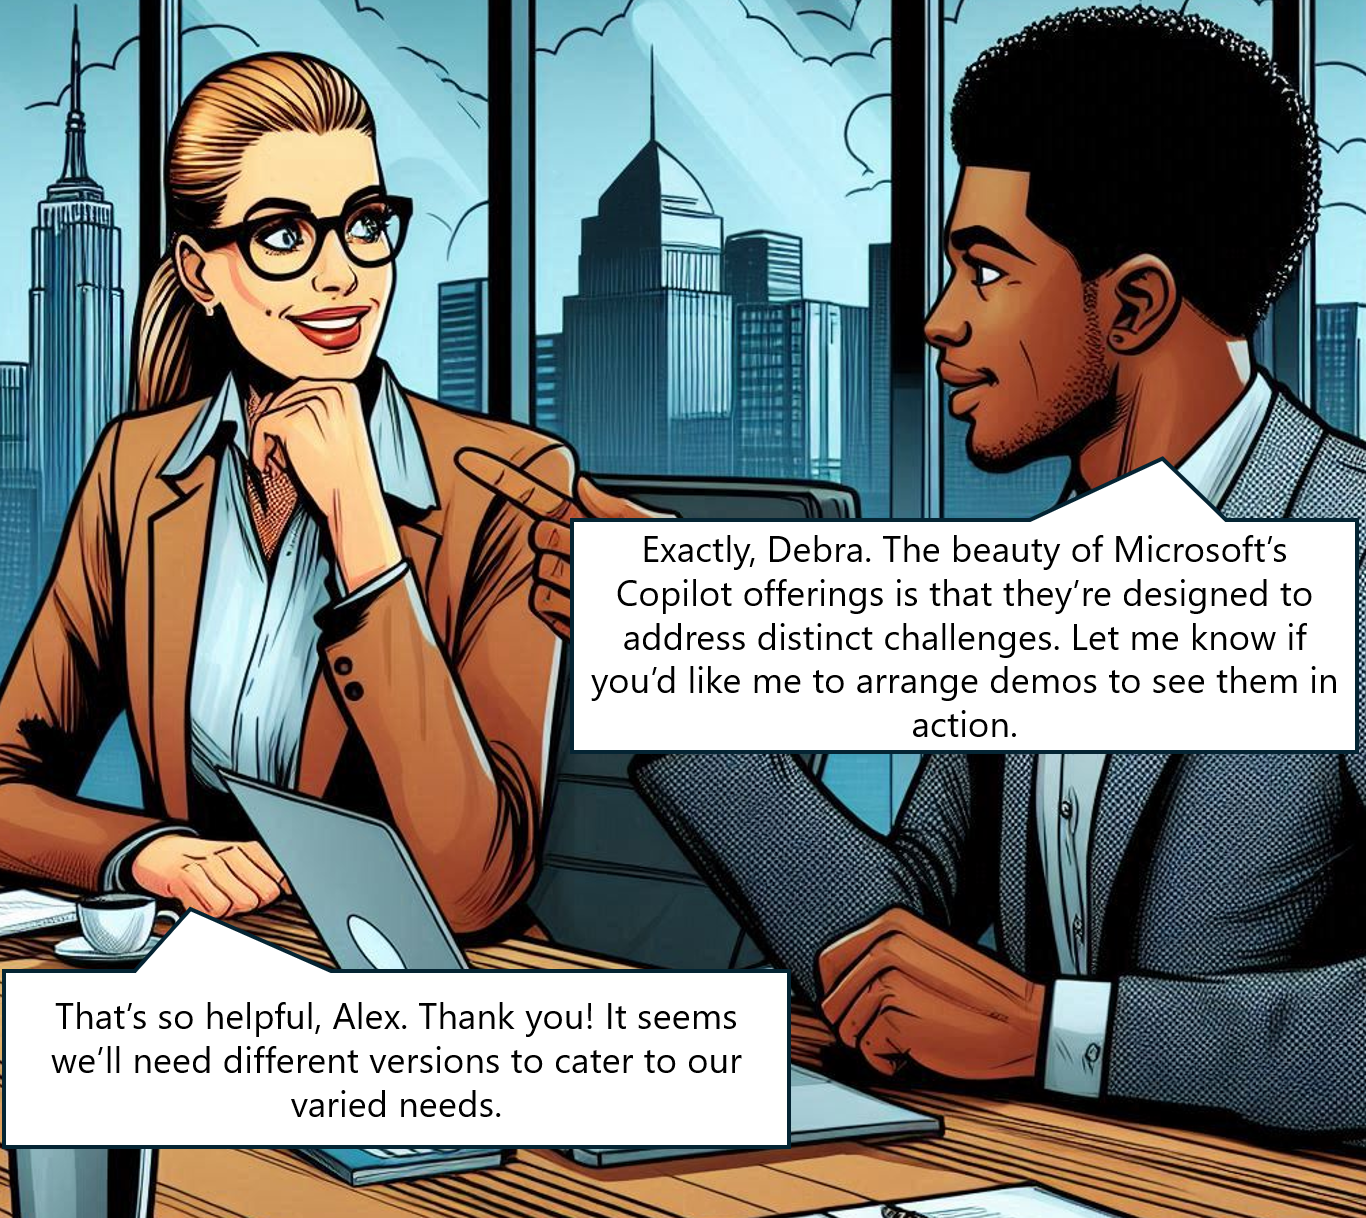 Exactly, Debra. The beauty of Microsoft’s
Copilot offerings is that they’re designed to
address distinct challenges. Let me know if
you’d like me to arrange demos to see them in
action.
That’s so helpful, Alex. Thank you! It seems
we’ll need different versions to cater to our
varied needs.